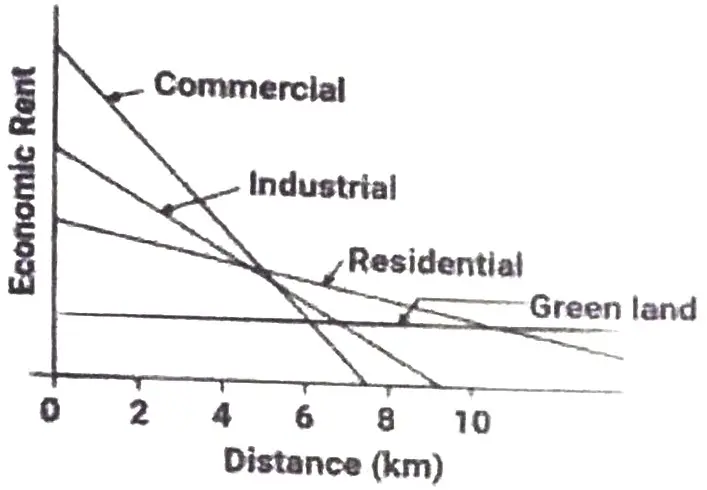 Economic Rent
Commercial
Industrial
Residential
Green land
0 2 4 6 8 10
Distance (km)